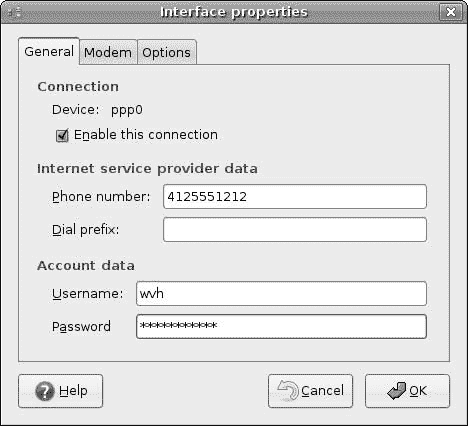 Interface properties
General Modem Options
Connection
Device: ppp0
Enable this connection
Internet service provider data
Phone number: 4125551212
Dial prefix:
Account data
Username: wvh
Password ***********
Help Cancel OK